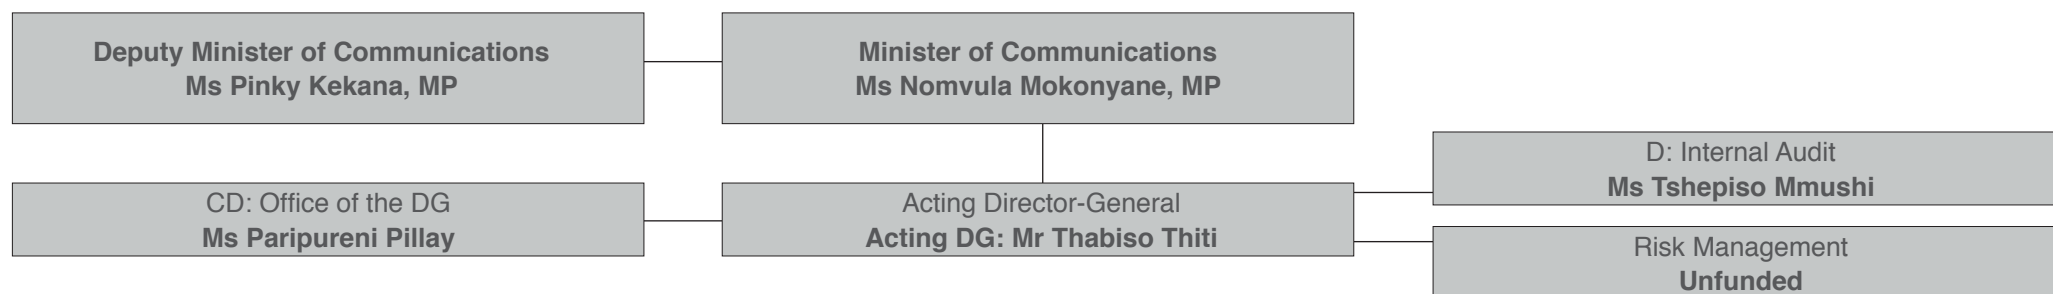 Deputy Minister of Communications
Ms Pinky Kekana, MP
Minister of Communications
Ms Nomvula Mokonyane, MP
D: Internal Audit
Ms Tshepiso Mmushi
CD: Office of the DG
Ms Paripureni Pillay
Acting Director-General
Acting DG: Mr Thabiso Thiti
Risk Management
Unfunded